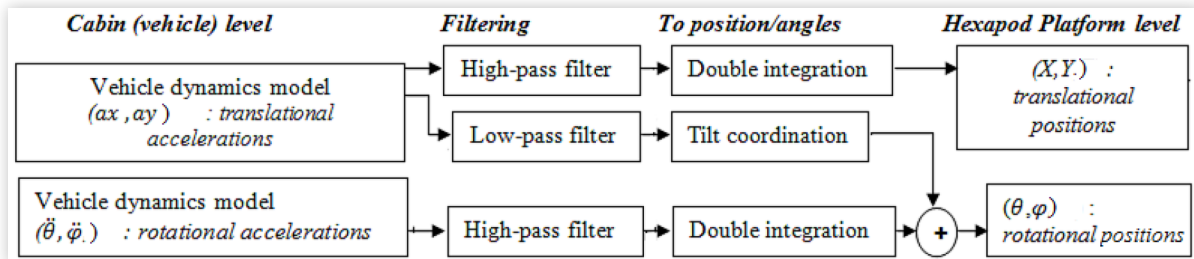 Cabin (vehicle) level Filtering To position/angles Hexapod Platform level
High-pass filter Double integration
Vehicle dynamics model
(ax ,ay ) : translational
accelerations
(X,Y.) :
translational
positions
Low-pass filter Tilt coordination
Vehicle dynamics model
(θ̈, φ̈.) : rotational accelerations
High-pass filter Double integration
+
(θ,φ) :
rotational positions